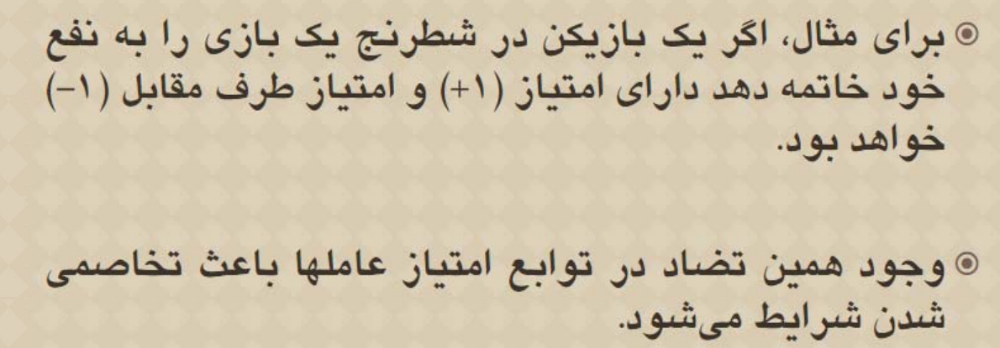 ◉ برای مثال، اگر یک بازیکن در شطرنج یک بازی را به نفع
خود خاتمه دهد دارای امتیاز (۱+) و امتیاز طرف مقابل (۱−)
خواهد بود.
◉ وجود همین تضاد در توابع امتیاز عاملها باعث تخاصمی
شدن شرایط می‌شود.